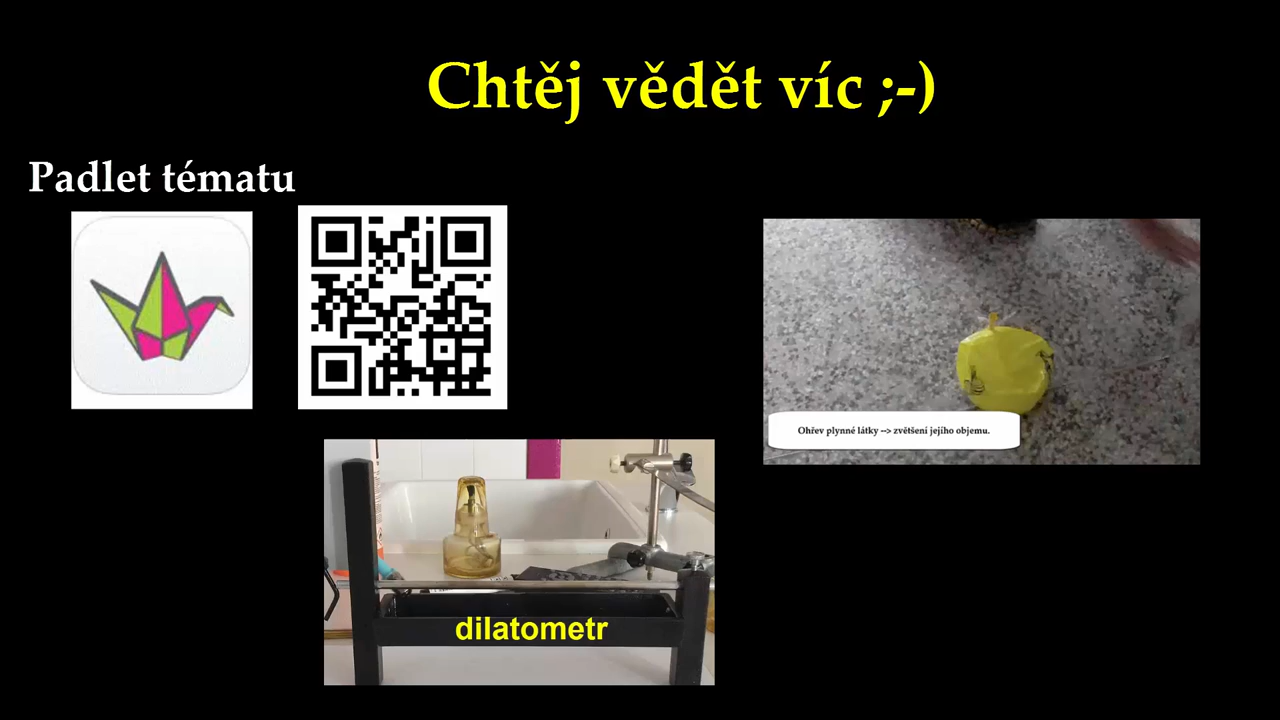 Chtěj vědět víc ;-)
Padlet tématu
Ohřev plynné látky --> zvětšení jejího objemu.
dilatometr